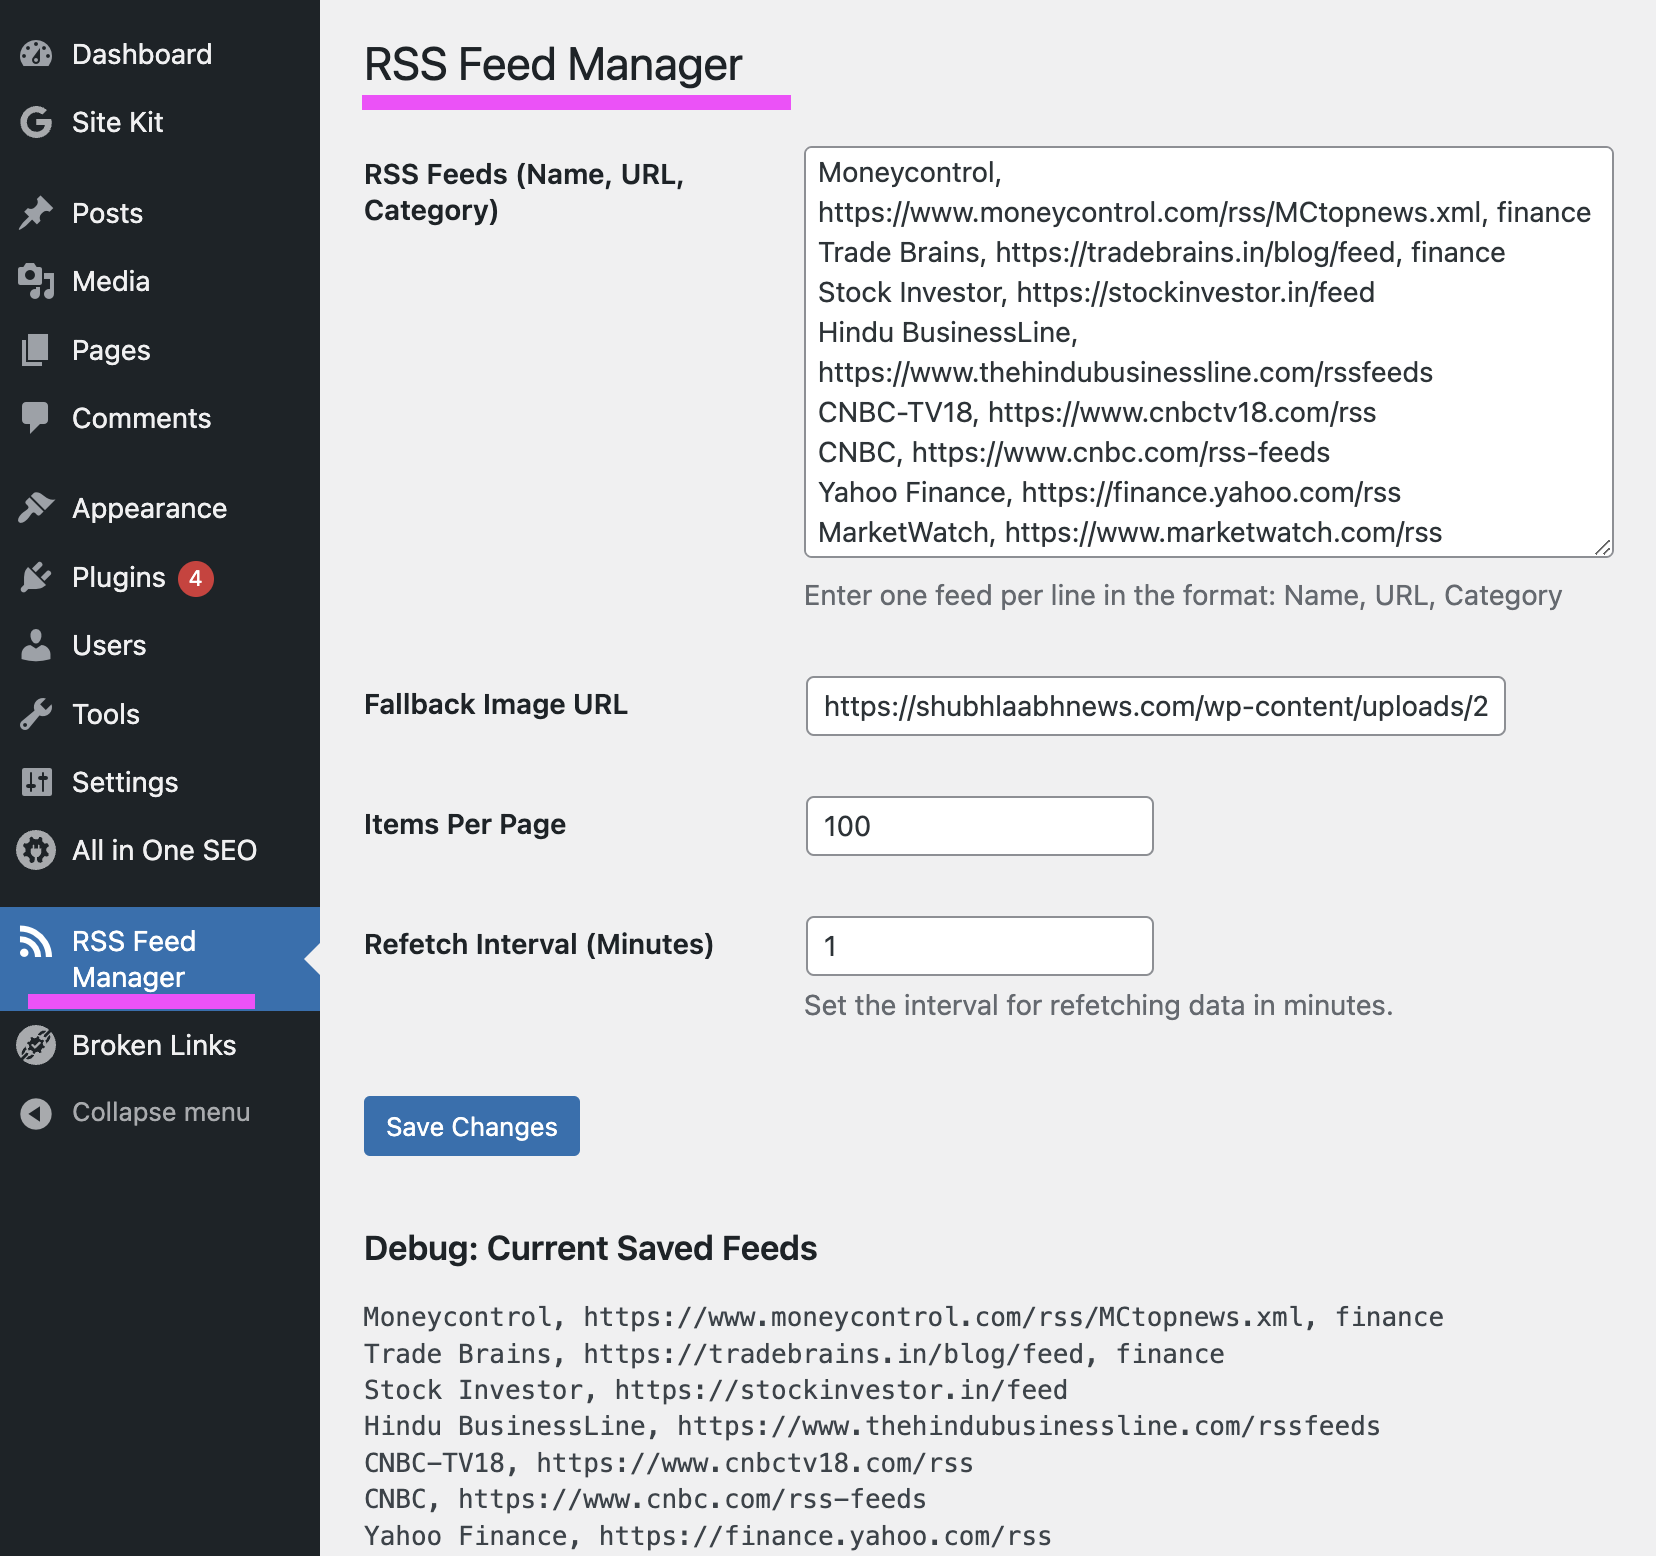 Dashboard
Site Kit
Posts
Media
Pages
Comments
Appearance
Plugins 4
Users
Tools
Settings
All in One SEO
RSS Feed
Manager
Broken Links
Collapse menu
RSS Feed Manager
RSS Feeds (Name, URL,
Category)
Moneycontrol,
https://www.moneycontrol.com/rss/MCtopnews.xml, finance
Trade Brains, https://tradebrains.in/blog/feed, finance
Stock Investor, https://stockinvestor.in/feed
Hindu BusinessLine,
https://www.thehindubusinessline.com/rssfeeds
CNBC-TV18, https://www.cnbctv18.com/rss
CNBC, https://www.cnbc.com/rss-feeds
Yahoo Finance, https://finance.yahoo.com/rss
MarketWatch, https://www.marketwatch.com/rss
Enter one feed per line in the format: Name, URL, Category
Fallback Image URL
https://shubhlaabhnews.com/wp-content/uploads/2
Items Per Page
100
Refetch Interval (Minutes)
1
Set the interval for refetching data in minutes.
Save Changes
Debug: Current Saved Feeds
Moneycontrol, https://www.moneycontrol.com/rss/MCtopnews.xml, finance
Trade Brains, https://tradebrains.in/blog/feed, finance
Stock Investor, https://stockinvestor.in/feed
Hindu BusinessLine, https://www.thehindubusinessline.com/rssfeeds
CNBC-TV18, https://www.cnbctv18.com/rss
CNBC, https://www.cnbc.com/rss-feeds
Yahoo Finance, https://finance.yahoo.com/rss